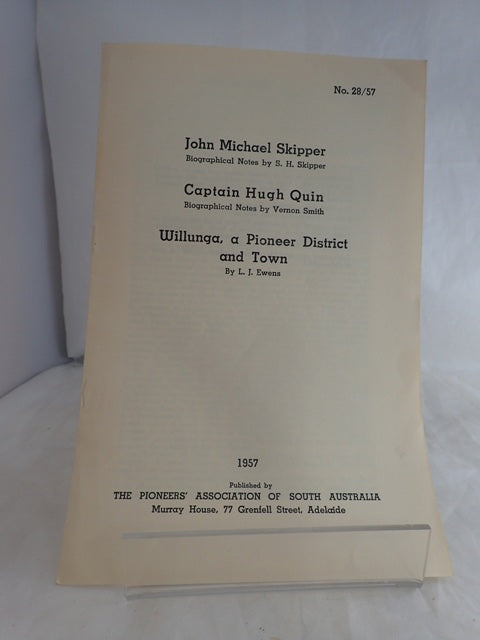 No. 28/57
John Michael Skipper
Biographical Notes by S. H. Skipper
Captain Hugh Quin
Biographical Notes by Vernon Smith
Willunga, a Pioneer District
and Town
By L. J. Ewens
1957
Published by
THE PIONEERS' ASSOCIATION OF SOUTH AUSTRALIA
Murray House, 77 Grenfell Street, Adelaide